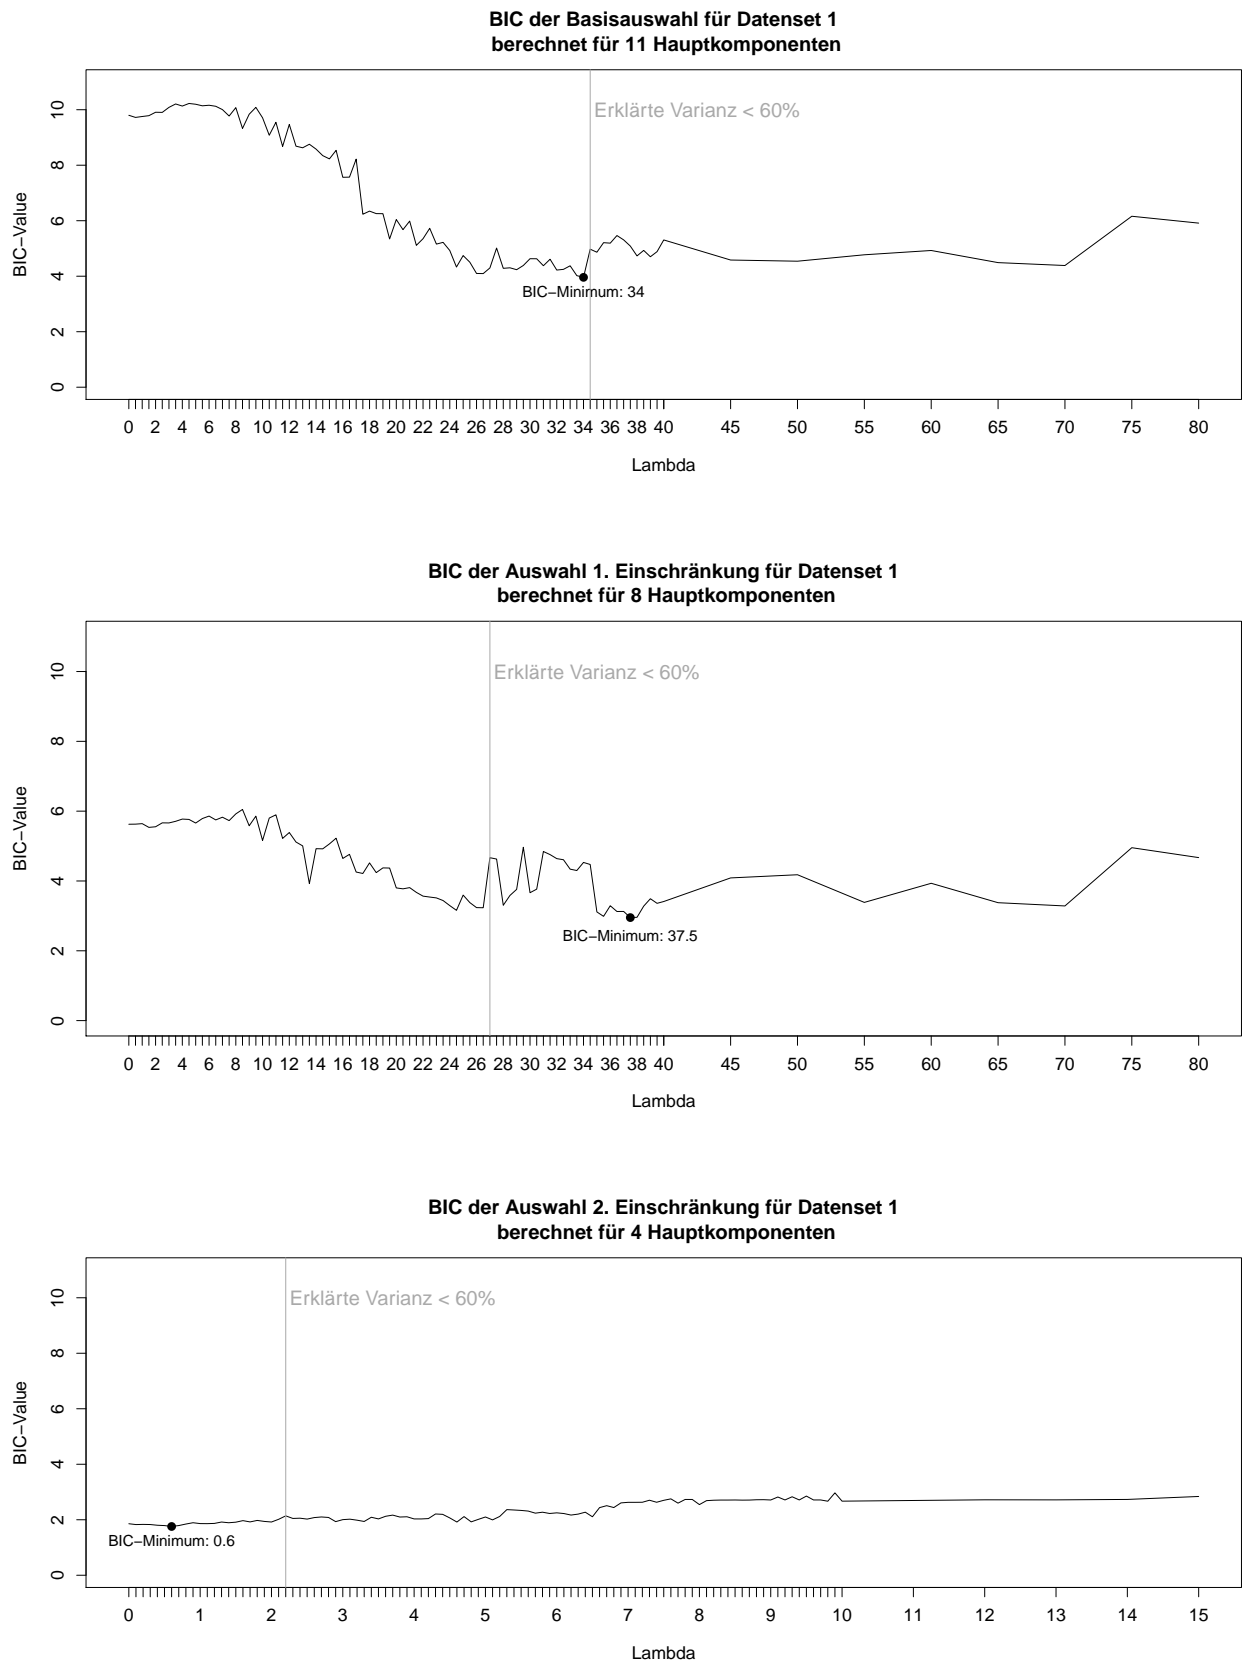 BIC der Basisauswahl für Datenset 1
berechnet für 11 Hauptkomponenten
Erklärte Varianz < 60%
BIC−Minimum: 34
BIC−Value
0 2 4 6 8 10
0 2 4 6 8 10 12 14 16 18 20 22 24 26 28 30 32 34 36 38 40 45 50 55 60 65 70 75 80
Lambda
BIC der Auswahl 1. Einschränkung für Datenset 1
berechnet für 8 Hauptkomponenten
Erklärte Varianz < 60%
BIC−Minimum: 37.5
BIC−Value
0 2 4 6 8 10
0 2 4 6 8 10 12 14 16 18 20 22 24 26 28 30 32 34 36 38 40 45 50 55 60 65 70 75 80
Lambda
BIC der Auswahl 2. Einschränkung für Datenset 1
berechnet für 4 Hauptkomponenten
Erklärte Varianz < 60%
BIC−Minimum: 0.6
BIC−Value
0 2 4 6 8 10
0 1 2 3 4 5 6 7 8 9 10 11 12 13 14 15
Lambda